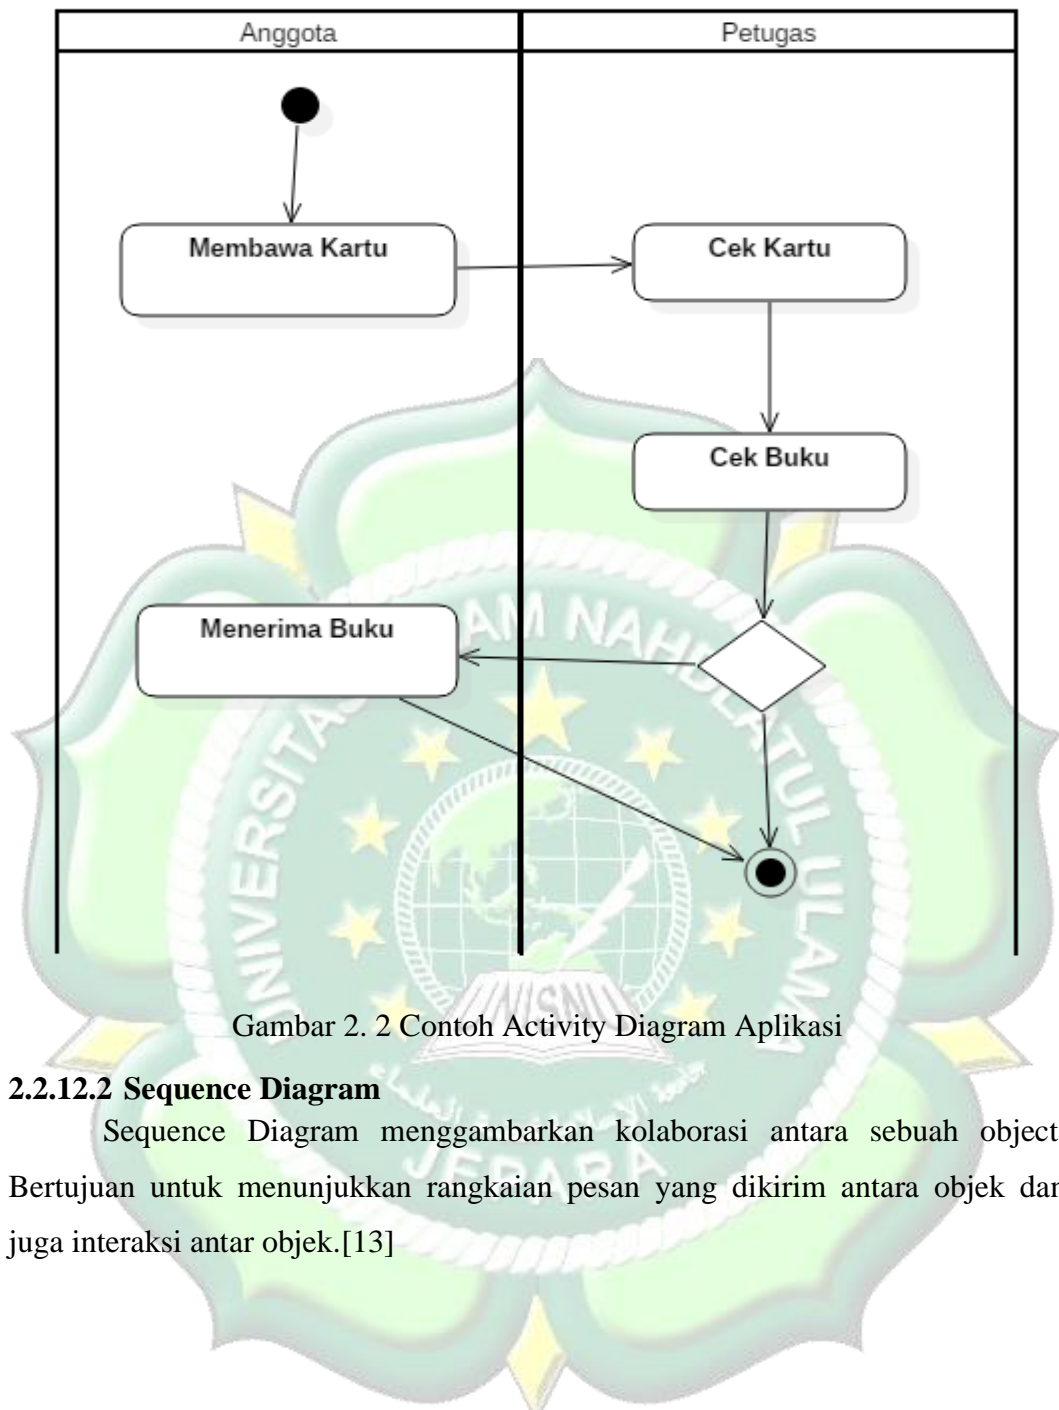 Anggota
Petugas
Membawa Kartu
Cek Kartu
Cek Buku
Menerima Buku
UNISNU
JEPARA
Gambar 2. 2 Contoh Activity Diagram Aplikasi
2.2.12.2 Sequence Diagram
Sequence Diagram menggambarkan kolaborasi antara sebuah object
Bertujuan untuk menunjukkan rangkaian pesan yang dikirim antara objek dan
juga interaksi antar objek.[13]